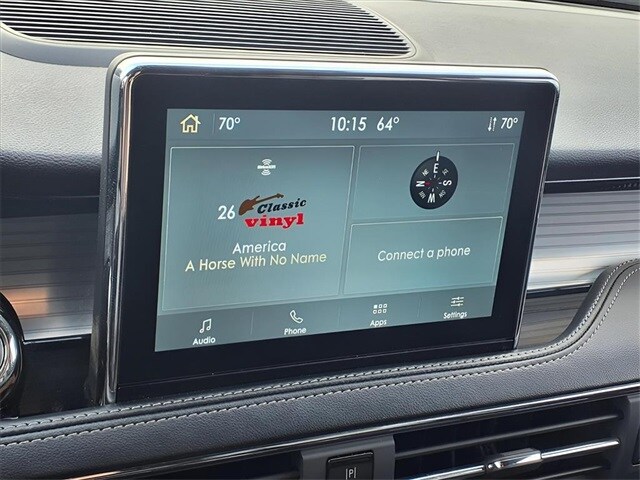 70° 10:15 64° 70°
26 Classic
vinyl
America
A Horse With No Name
E
N S
W
Connect a phone
Audio Phone Apps Settings
P